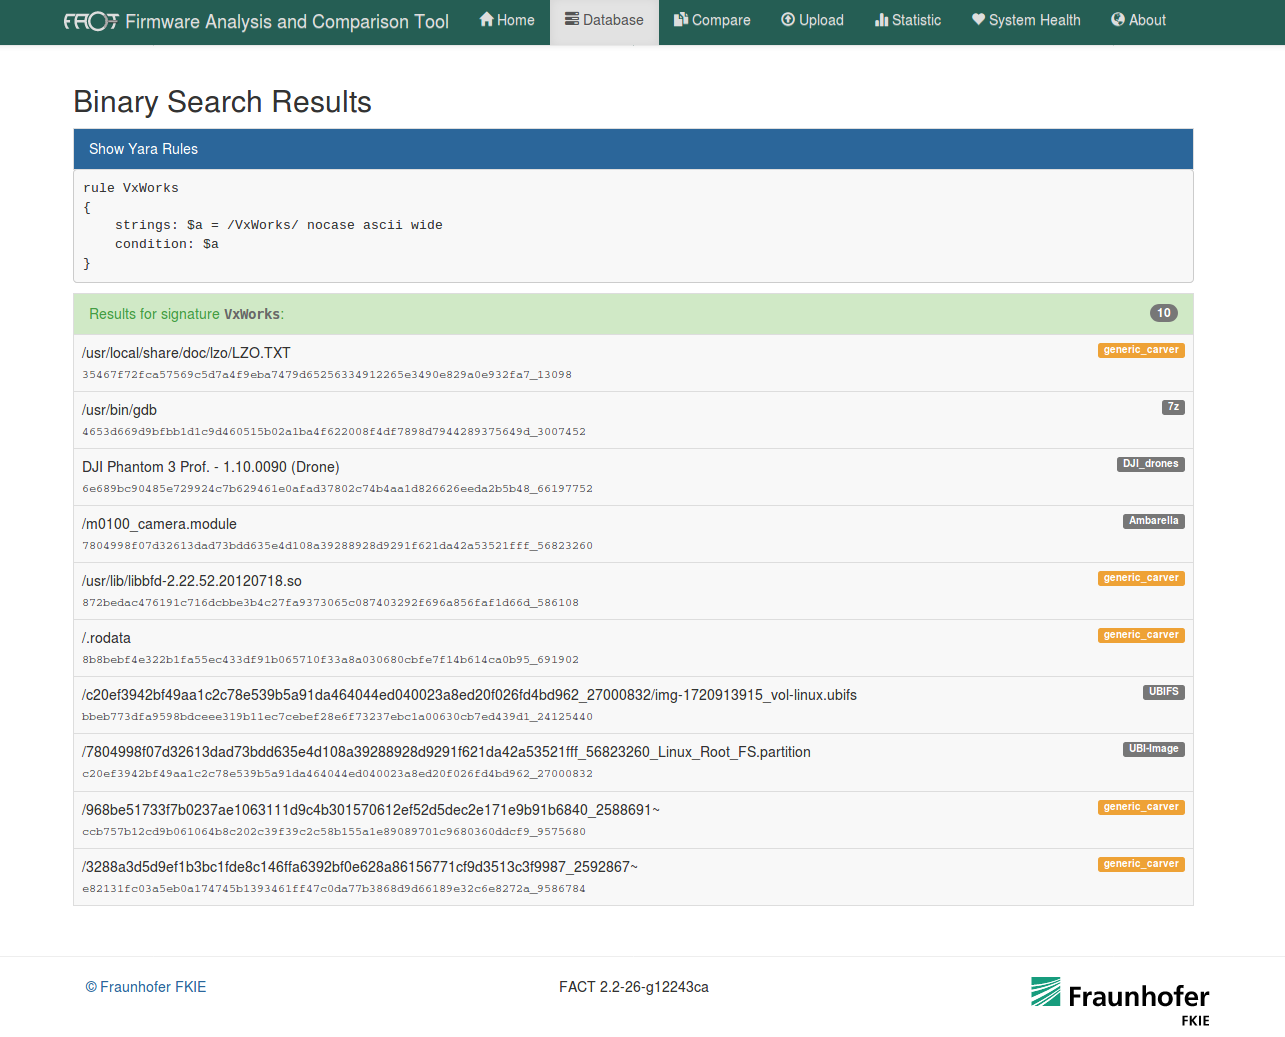 FACT Firmware Analysis and Comparison Tool Home Database Compare Upload Statistic System Health About
Binary Search Results
Show Yara Rules
rule VxWorks
{
strings: $a = /VxWorks/ nocase ascii wide
condition: $a
}
Results for signature VxWorks: 10
/usr/local/share/doc/lzo/LZO.TXT generic_carver
35467f72fca57569c5d7a4f9eba7479d65256334912265e3490e829a0e932fa7_13098
/usr/bin/gdb 7z
4653d669d9bfbb1d1c9d460515b02a1ba4f622008f4df7898d7944289375649d_3007452
DJI Phantom 3 Prof. - 1.10.0090 (Drone) DJI_drones
6e689bc90485e729924c7b629461e0afad37802c74b4aa1d826626eeda2b5b48_66197752
/m0100_camera.module Ambarella
7804998f07d32613dad73bdd635e4d108a39288928d9291f621da42a53521fff_56823260
/usr/lib/libbfd-2.22.52.20120718.so generic_carver
872bedac476191c716dcbbe3b4c27fa9373065c087403292f696a856faf1d66d_586108
/.rodata generic_carver
8b8bebf4e322b1fa55ec433df91b065710f33a8a030680cbfe7f14b614ca0b95_691902
/c20ef3942bf49aa1c2c78e539b5a91da464044ed040023a8ed20f026fd4bd962_27000832/img-1720913915_vol-linux.ubifs UBIFS
bbeb773dfa9598bdceee319b11ec7cebef28e6f73237ebc1a00630cb7ed439d1_24125440
/7804998f07d32613dad73bdd635e4d108a39288928d9291f621da42a53521fff_56823260_Linux_Root_FS.partition UBI-Image
c20ef3942bf49aa1c2c78e539b5a91da464044ed040023a8ed20f026fd4bd962_27000832
/968be51733f7b0237ae1063111d9c4b301570612ef52d5dec2e171e9b91b6840_2588691~ generic_carver
ccb757b12cd9b061064b8c202c39f39c2c58b155a1e89089701c9680360ddcf9_9575680
/3288a3d5d9ef1b3bc1fde8c146ffa6392bf0e628a86156771cf9d3513c3f9987_2592867~ generic_carver
e82131fc03a5eb0a174745b1393461ff47c0da77b3868d9d66189e32c6e8272a_9586784
© Fraunhofer FKIE FACT 2.2-26-g12243ca Fraunhofer
FKIE